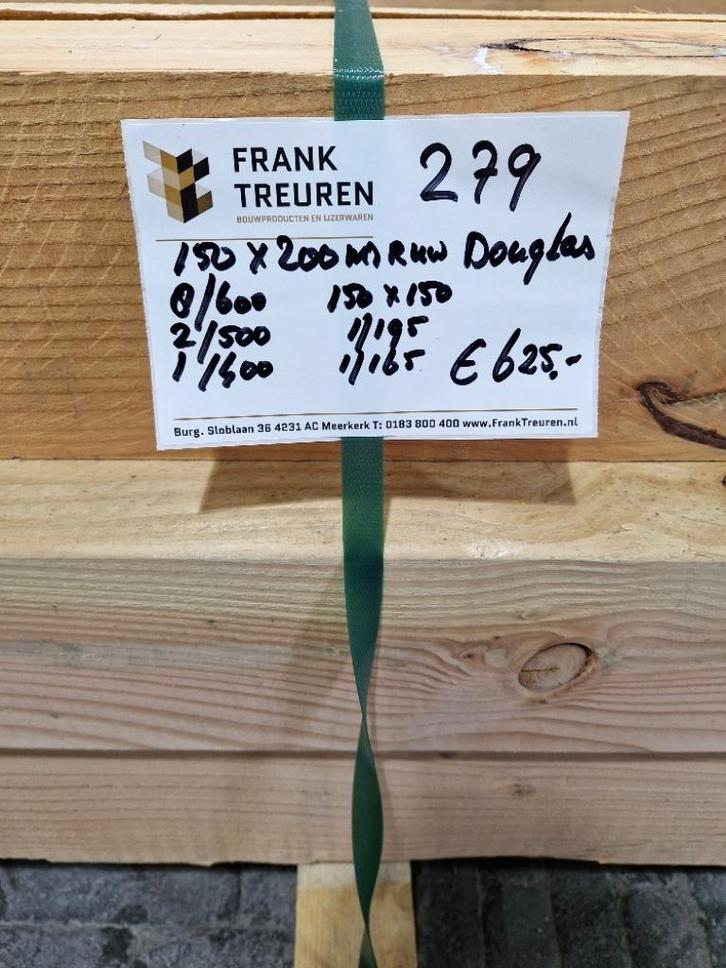 FRANK
TREUREN
BOUWPRODUCTEN EN IJZERWAREN
279
150 X 200 MM RUW Douglas
8/600 150 X 150
2/500 1/195
1/400 1/165 € 625,-
Burg. Sloblaan 36 4231 AC Meerkerk T: 0183 800 400 www.FrankTreuren.nl